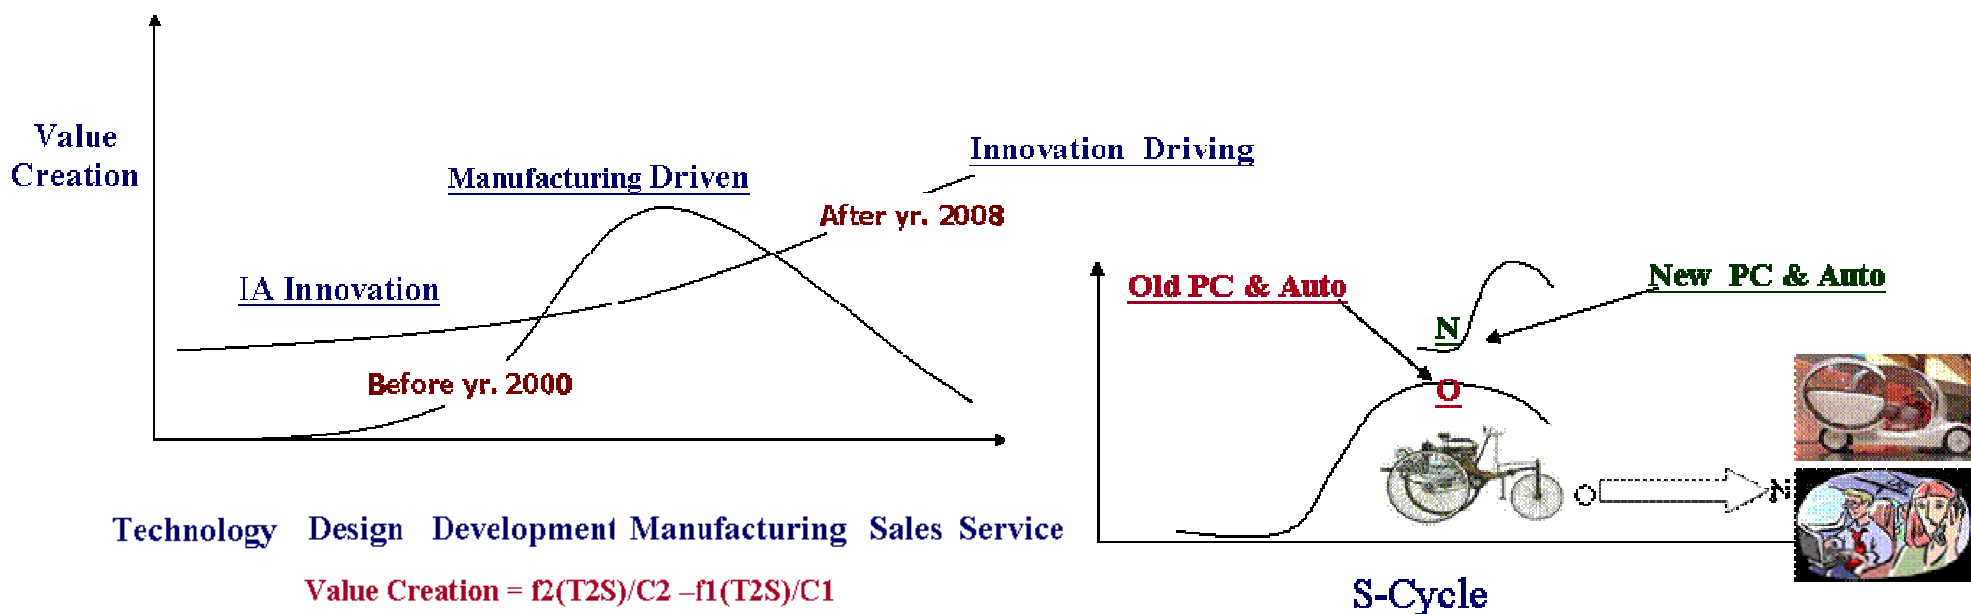 Value
Creation
Manufacturing Driven
Innovation Driving
After yr. 2008
IA Innovation
Before yr. 2000
Technology Design Development Manufacturing Sales Service
Value Creation = f2(T2S)/C2 –f1(T2S)/C1
Old PC & Auto
New PC & Auto
N
O
O
N
S-Cycle